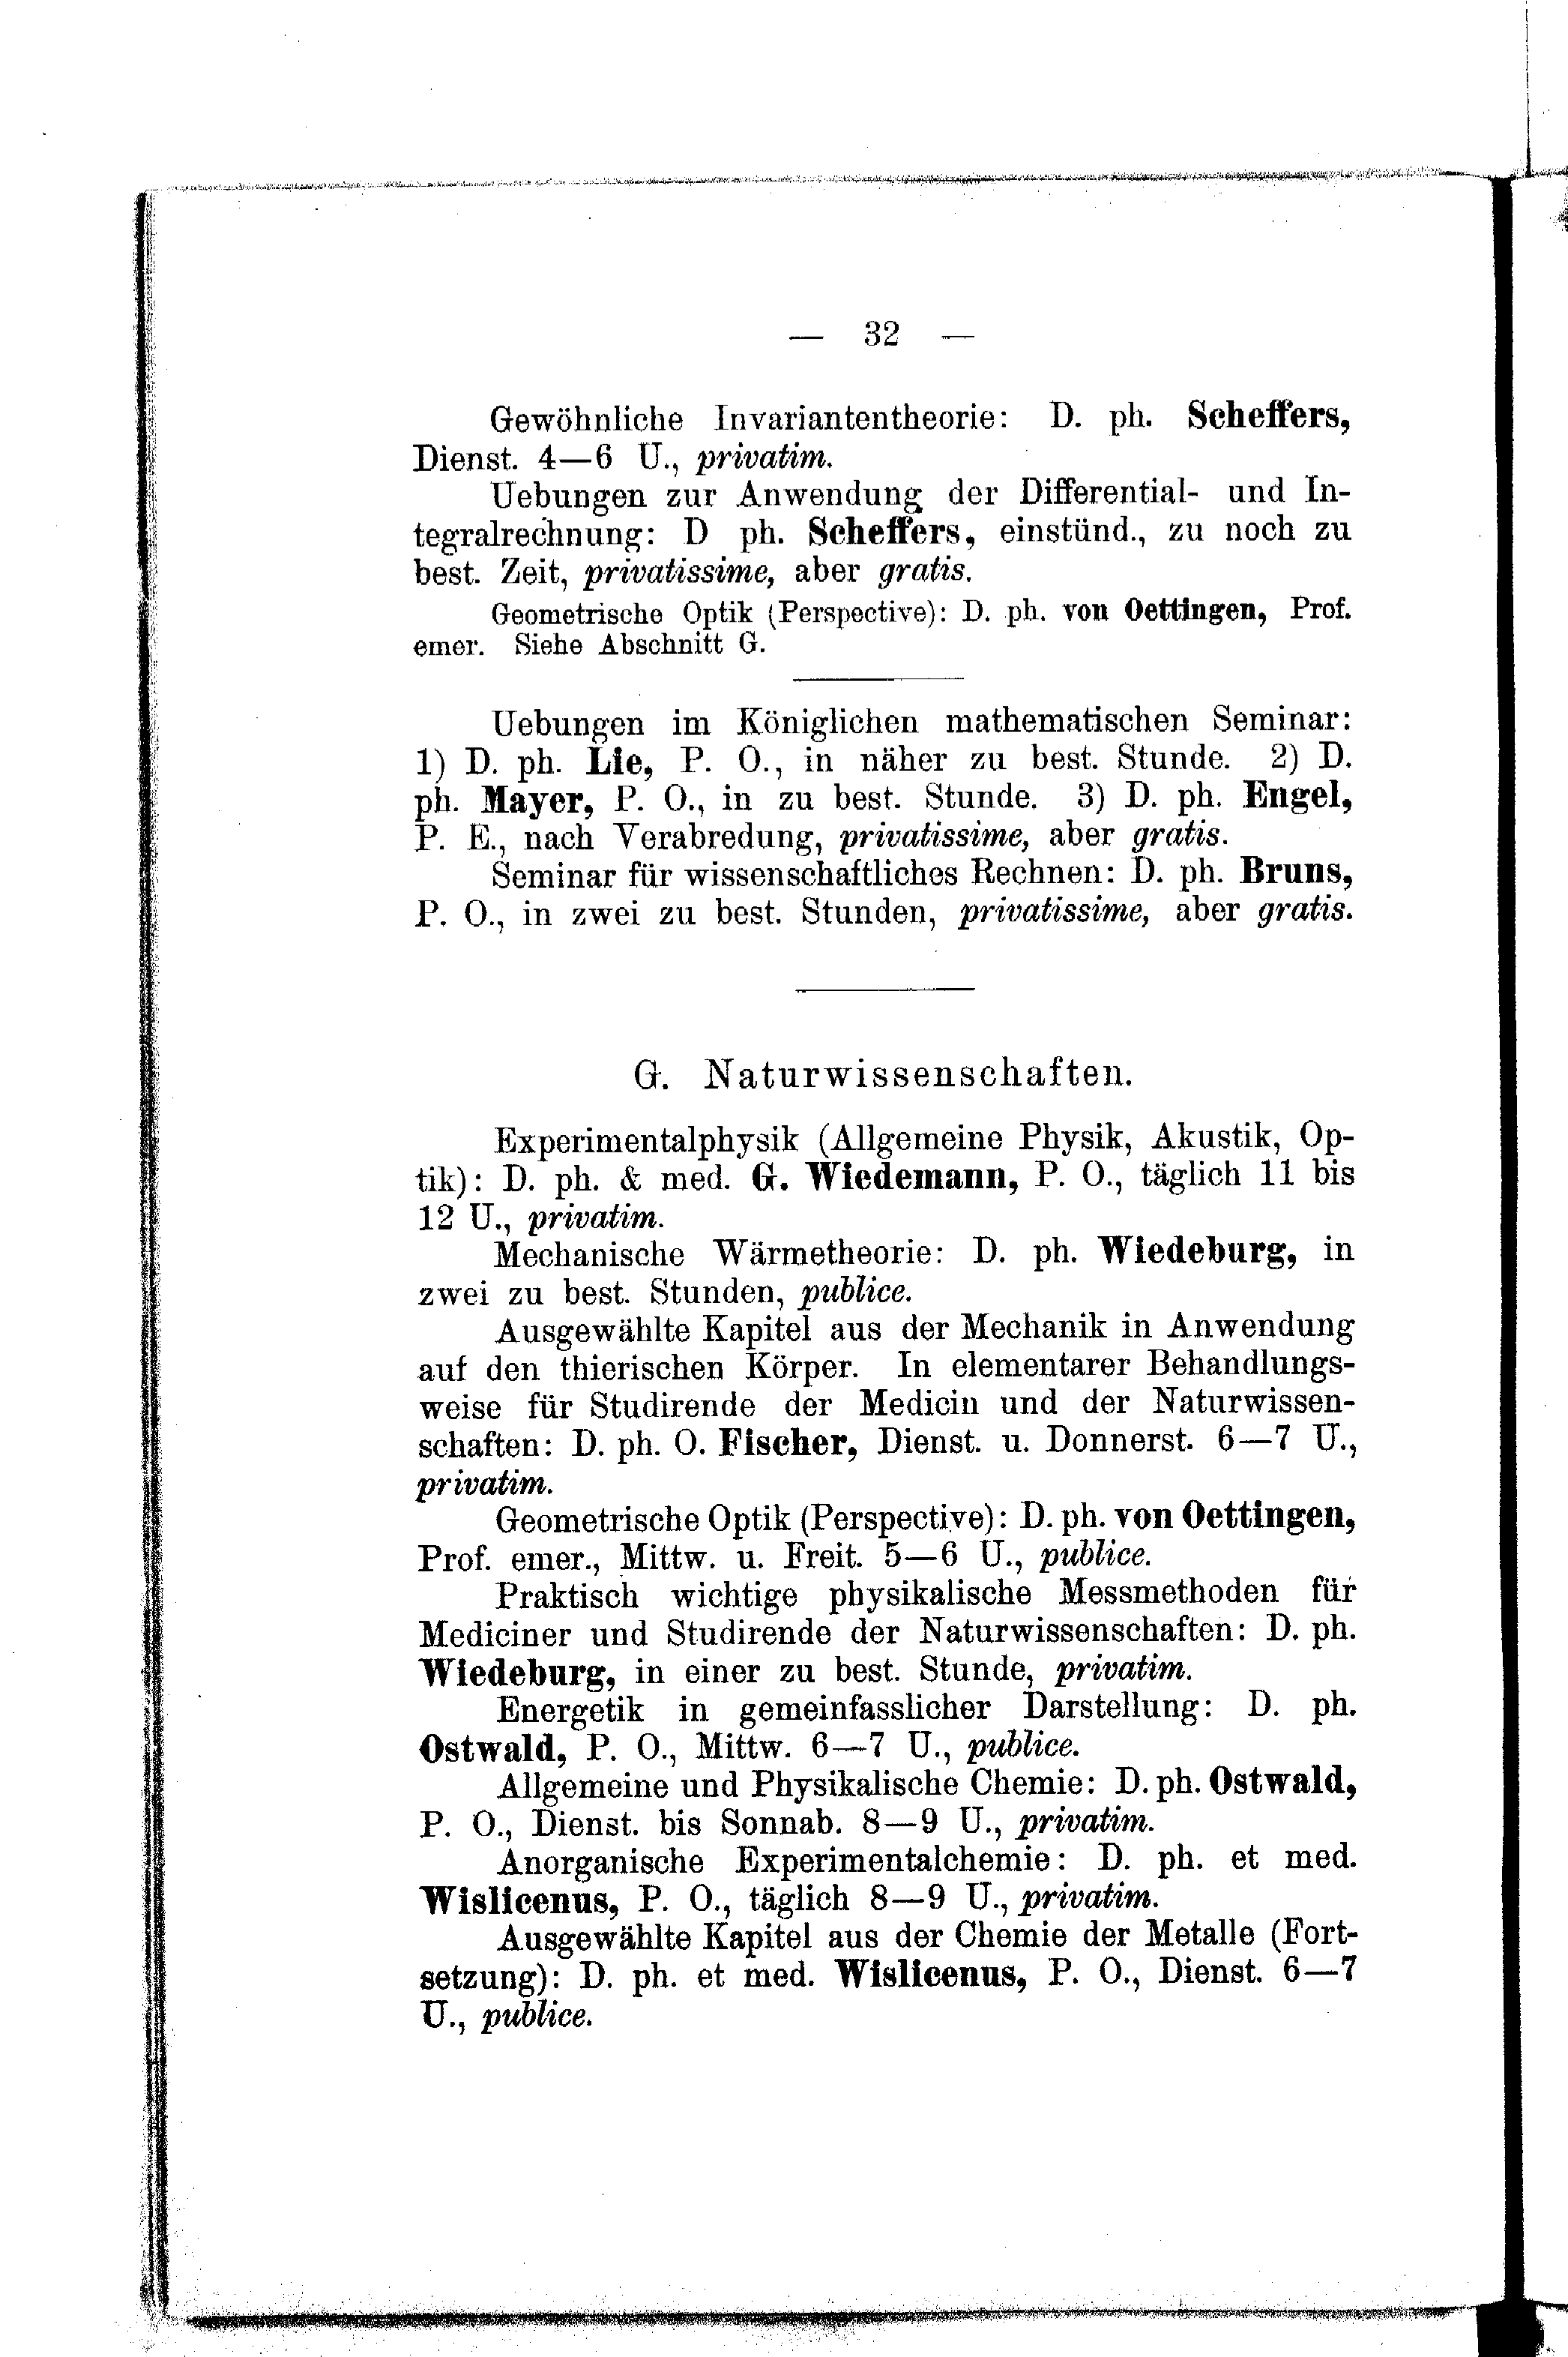 — 32 —
Gewöhnliche Invariantentheorie: D. ph. Scheffers,
Dienst. 4—6 U., privatim.
Uebungen zur Anwendung der Differential- und In-
tegralrechnung: D ph. Scheffers, einstünd., zu noch zu
best. Zeit, privatissime, aber gratis.
Geometrische Optik (Perspective): D. ph. von Oettingen, Prof.
emer. Siehe Abschnitt G.
Uebungen im Königlichen mathematischen Seminar:
1) D. ph. Lie, P. O., in näher zu best. Stunde. 2) D.
ph. Mayer, P. O., in zu best. Stunde. 3) D. ph. Engel,
P. E., nach Verabredung, privatissime, aber gratis.
Seminar für wissenschaftliches Rechnen: D. ph. Bruns,
P. O., in zwei zu best. Stunden, privatissime, aber gratis.
G. Naturwissenschaften.
Experimentalphysik (Allgemeine Physik, Akustik, Op-
tik): D. ph. & med. G. Wiedemann, P. O., täglich 11 bis
12 U., privatim.
Mechanische Wärmetheorie: D. ph. Wiedeburg, in
zwei zu best. Stunden, publice.
Ausgewählte Kapitel aus der Mechanik in Anwendung
auf den thierischen Körper. In elementarer Behandlungs-
weise für Studirende der Medicin und der Naturwissen-
schaften: D. ph. O. Fischer, Dienst. u. Donnerst. 6—7 U.,
privatim.
Geometrische Optik (Perspective): D. ph. von Oettingen,
Prof. emer., Mittw. u. Freit. 5—6 U., publice.
Praktisch wichtige physikalische Messmethoden für
Mediciner und Studirende der Naturwissenschaften: D. ph.
Wiedeburg, in einer zu best. Stunde, privatim.
Energetik in gemeinfasslicher Darstellung: D. ph.
Ostwald, P. O., Mittw. 6—7 U., publice.
Allgemeine und Physikalische Chemie: D. ph. Ostwald,
P. O., Dienst. bis Sonnab. 8—9 U., privatim.
Anorganische Experimentalchemie: D. ph. et med.
Wislicenus, P. O., täglich 8—9 U., privatim.
Ausgewählte Kapitel aus der Chemie der Metalle (Fort-
setzung): D. ph. et med. Wislicenus, P. O., Dienst. 6—7
U., publice.